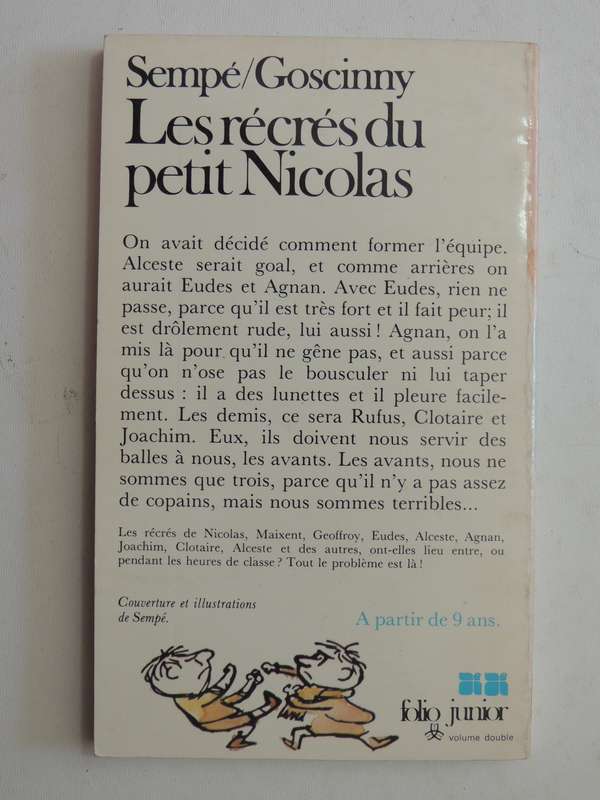 Sempé/Goscinny
Les récrés du
petit Nicolas
On avait décidé comment former l'équipe.
Alceste serait goal, et comme arrières on
aurait Eudes et Agnan. Avec Eudes, rien ne
passe, parce qu'il est très fort et il fait peur; il
est drôlement rude, lui aussi! Agnan, on l'a
mis là pour qu'il ne gêne pas, et aussi parce
qu'on n'ose pas le bousculer ni lui taper
dessus : il a des lunettes et il pleure facile-
ment. Les demis, ce sera Rufus, Clotaire et
Joachim. Eux, ils doivent nous servir des
balles à nous, les avants. Les avants, nous ne
sommes que trois, parce qu'il n'y a pas assez
de copains, mais nous sommes terribles...
Les récrés de Nicolas, Maixent, Geoffroy, Eudes, Alceste, Agnan,
Joachim, Clotaire, Alceste et des autres, ont-elles lieu entre, ou
pendant les heures de classe? Tout le problème est là!
Couverture et illustrations
de Sempé.
A partir de 9 ans.
folio junior
volume double